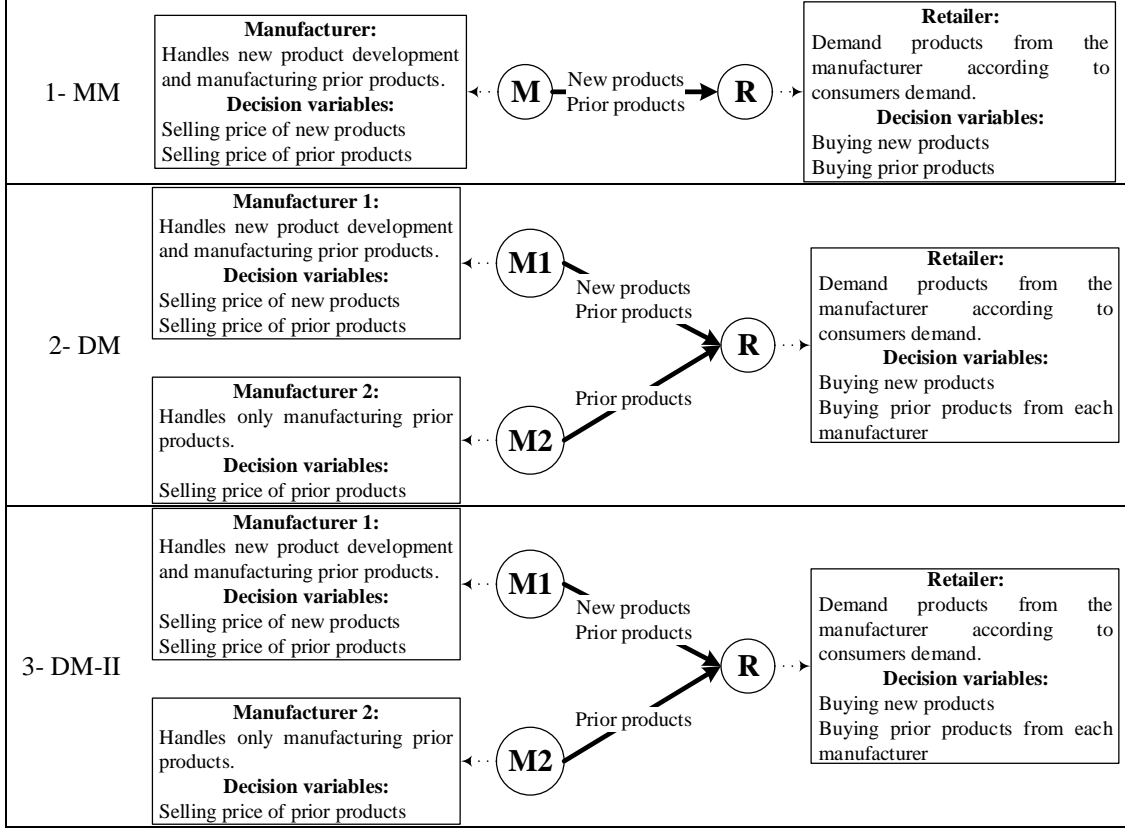 1- MM
Manufacturer:
Handles new product development
and manufacturing prior products.
Decision variables:
Selling price of new products
Selling price of prior products
M
New products
Prior products
R
Retailer:
Demand products from the
manufacturer according to
consumers demand.
Decision variables:
Buying new products
Buying prior products
2- DM
Manufacturer 1:
Handles new product development
and manufacturing prior products.
Decision variables:
Selling price of new products
Selling price of prior products
Manufacturer 2:
Handles only manufacturing prior
products.
Decision variables:
Selling price of prior products
M1
New products
Prior products
M2
Prior products
R
Retailer:
Demand products from the
manufacturer according to
consumers demand.
Decision variables:
Buying new products
Buying prior products from each
manufacturer
3- DM-II
Manufacturer 1:
Handles new product development
and manufacturing prior products.
Decision variables:
Selling price of new products
Selling price of prior products
Manufacturer 2:
Handles only manufacturing prior
products.
Decision variables:
Selling price of prior products
M1
New products
Prior products
M2
Prior products
R
Retailer:
Demand products from the
manufacturer according to
consumers demand.
Decision variables:
Buying new products
Buying prior products from each
manufacturer